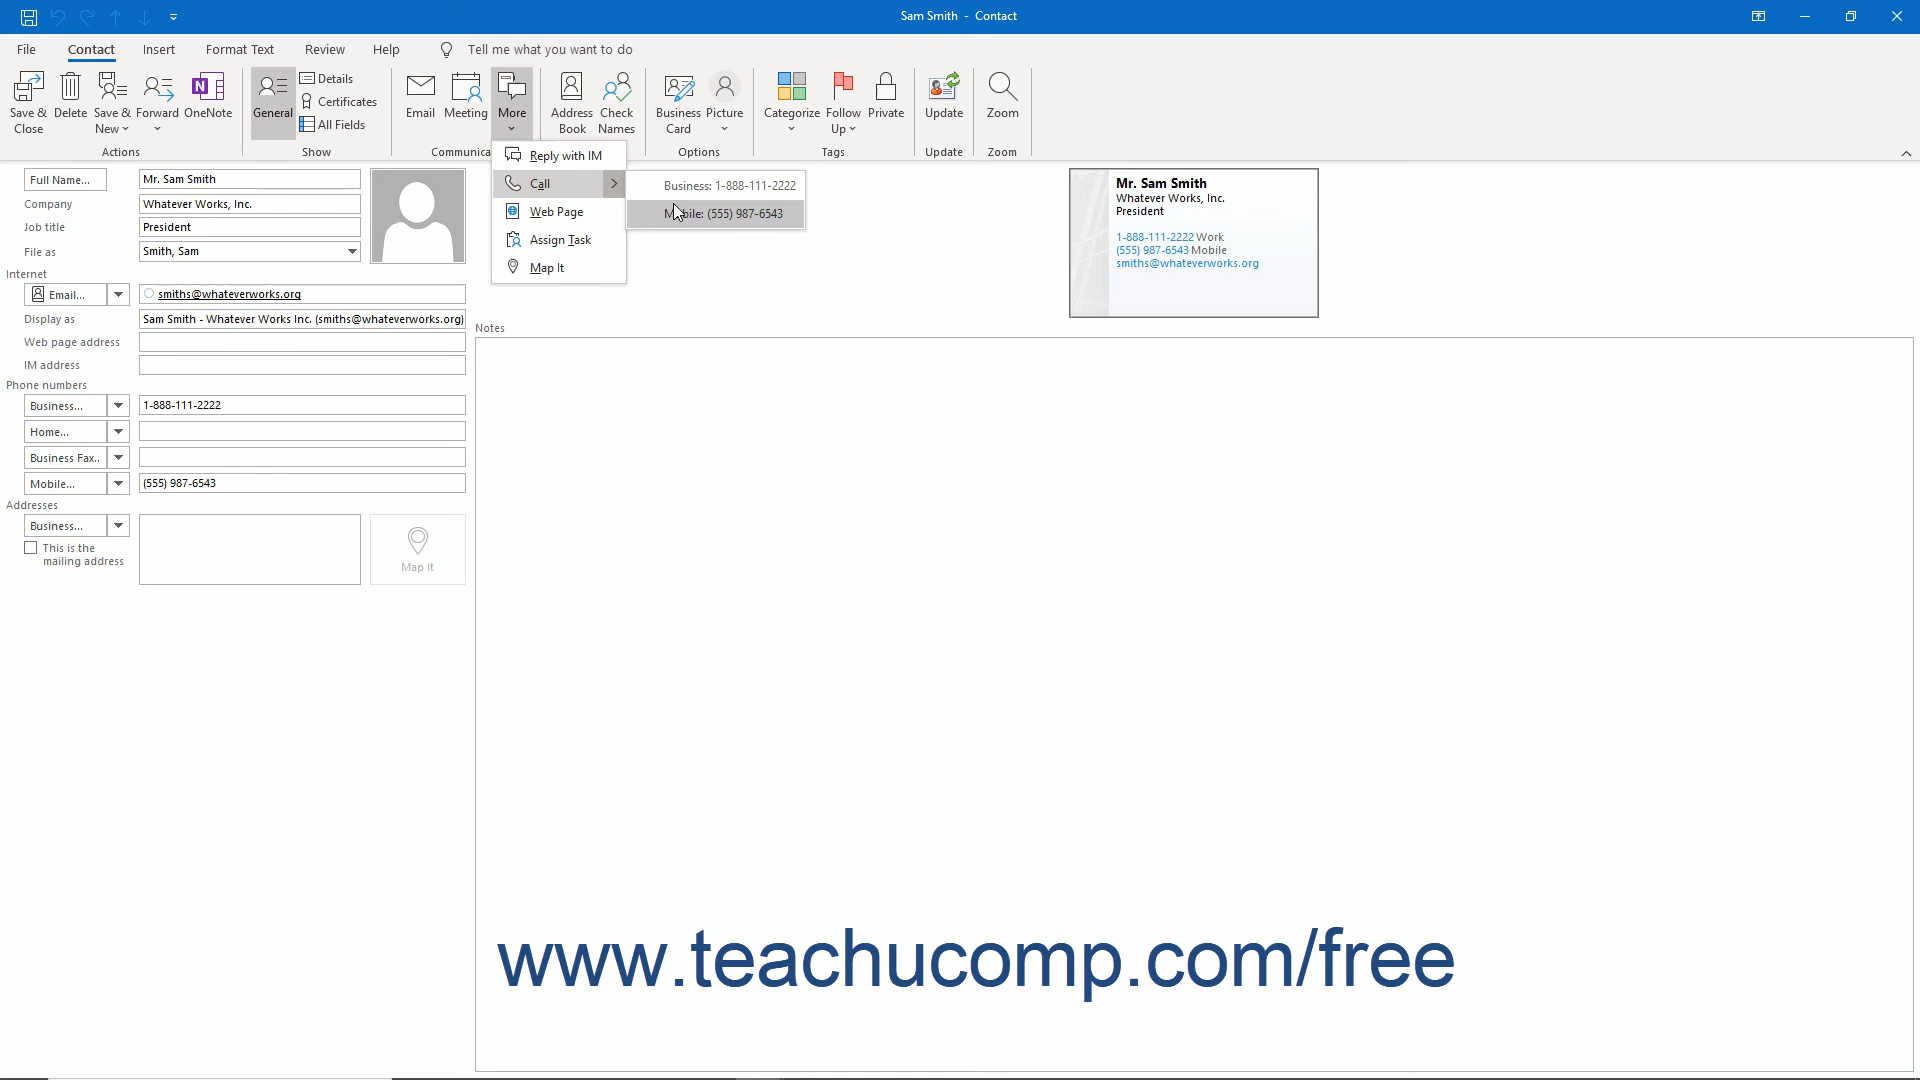 Sam Smith - Contact
File Contact Insert Format Text Review Help Tell me what you want to do
Save & Close Delete Save & New Forward OneNote
Actions
General Details Certificates All Fields
Show
Email Meeting More
Communica
Address Book Check Names
Business Card Picture
Options
Categorize Follow Up Private
Tags
Update
Update
Zoom
Zoom
Reply with IM
Call
Web Page
Assign Task
Map It
Business: 1-888-111-2222
Mobile: (555) 987-6543
Full Name... Mr. Sam Smith
Company Whatever Works, Inc.
Job title President
File as Smith, Sam
Internet
Email... smiths@whateverworks.org
Display as Sam Smith - Whatever Works Inc. (smiths@whateverworks.org)
Web page address
IM address
Phone numbers
Business... 1-888-111-2222
Home...
Business Fax..
Mobile... (555) 987-6543
Addresses
Business...
This is the
mailing address
Map It
Mr. Sam Smith
Whatever Works, Inc.
President
1-888-111-2222 Work
(555) 987-6543 Mobile
smiths@whateverworks.org
Notes
www.teachucomp.com/free